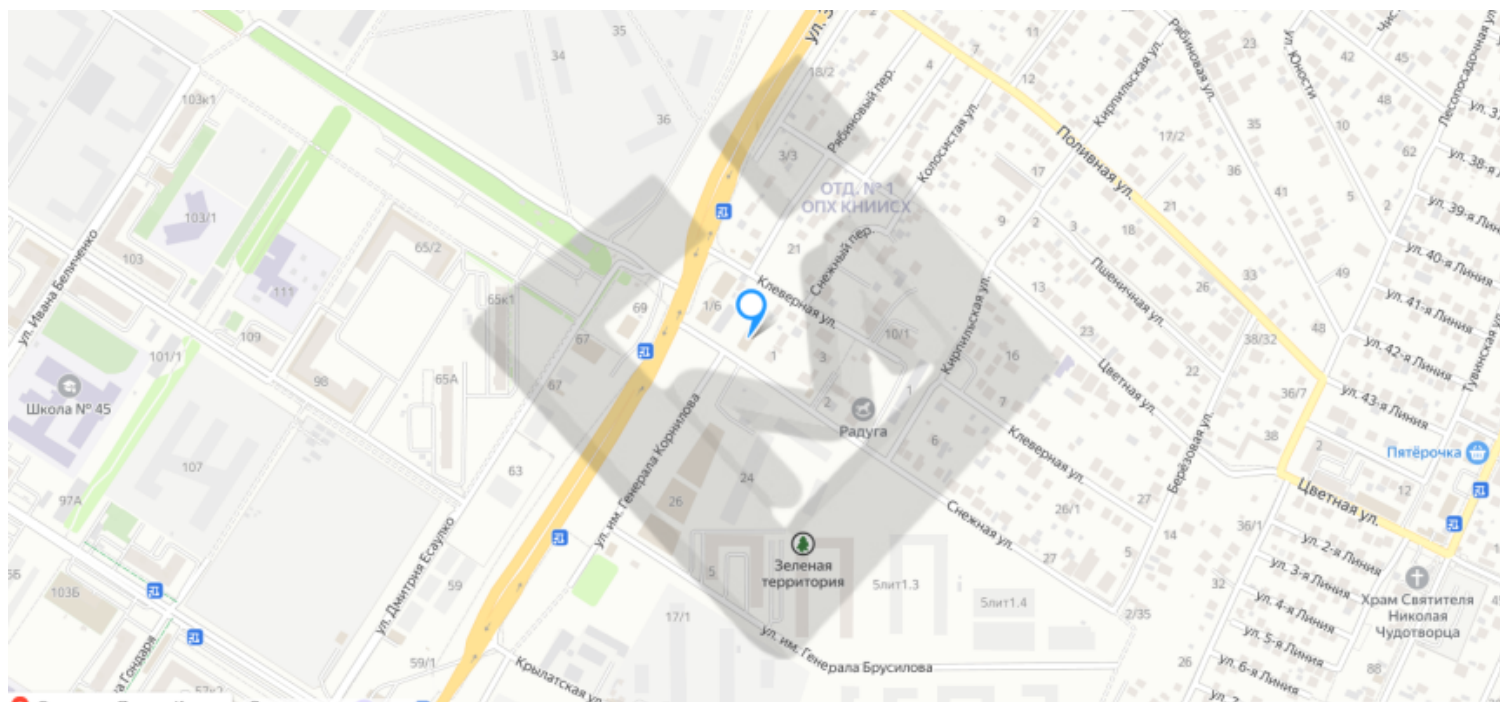 35
34
36
18/2
4
7
11
12
23
42
45
48
10
62
5
2
41
36
35
17/2
17
21
18
26
33
49
48
38/32
22
36/7
38
2
12
36/1
14
5
32
26
88
2/35
27
26/1
27
23
13
3
2
9
16
7
6
1
10/1
3
2
1
21
3/3
1/6
69
67
67
65к1
65/2
65А
63
59
59/1
57к2
98
109
111
103/1
103к1
103
101/1
107
97А
103Б
5Б
24
26
5
17/1
5лит1.3
5лит1.4
ул. Ивана Беличенко
Школа № 45
ул. Дмитрия Есаулко
ул. им. Генерала Корнилова
ул. им. Генерала Брусилова
Рябиновый пер.
Колосистая ул.
Кирпильская ул.
Рябиновая ул.
ул. Юности
Лесопосадочная ул.
Поливная ул.
ОТД. № 1
ОПХ КНИИСХ
Снежный пер.
Клеверная ул.
Кирпильская ул.
Пшеничная ул.
Цветная ул.
Клеверная ул.
Снежная ул.
Берёзовая ул.
Цветная ул.
Радуга
Зеленая
территория
Пятёрочка
Храм Святителя
Николая
Чудотворца
ул. 38-я
ул. 39-я Лин
ул. 40-я Линия
ул. 41-я Линия
ул. 42-я Линия
ул. 43-я Линия
Тувинская ул.
ул. 2-я Линия
ул. 3-я Линия
ул. 4-я Линия
ул. 5-я Линия
ул. 6-я Линия